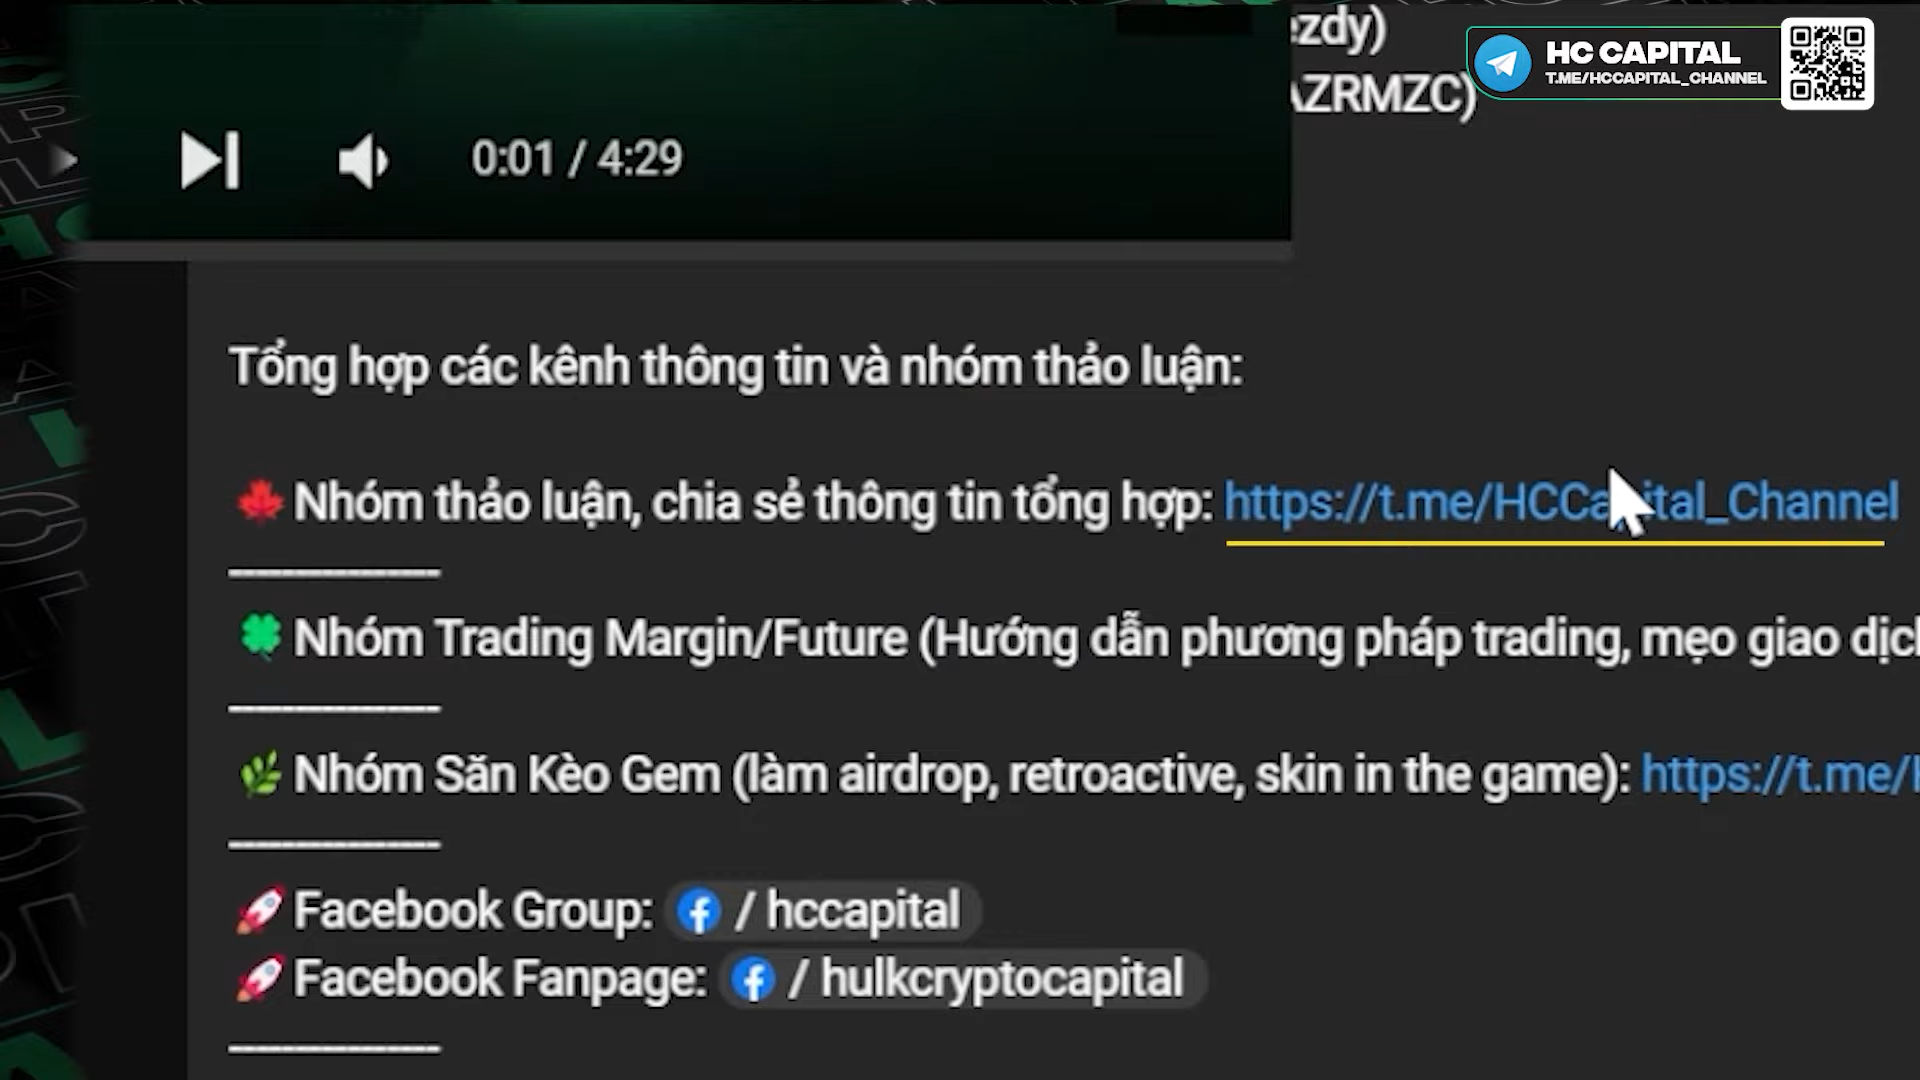 ezdy)
AZRMZC)
HC CAPITAL
T.ME/HCCAPITAL_CHANNEL
0:01 / 4:29
Tổng hợp các kênh thông tin và nhóm thảo luận:
Nhóm thảo luận, chia sẻ thông tin tổng hợp: https://t.me/HCCapital_Channel
----------------------
Nhóm Trading Margin/Future (Hướng dẫn phương pháp trading, mẹo giao dịch
----------------------
Nhóm Săn Kèo Gem (làm airdrop, retroactive, skin in the game): https://t.me/
----------------------
Facebook Group: / hccapital
Facebook Fanpage: / hulkcryptocapital
----------------------